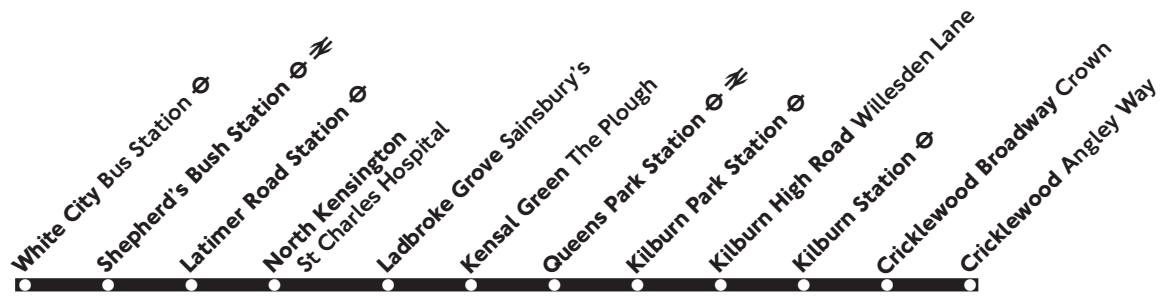 White City Bus Station
Shepherd's Bush Station
Latimer Road Station
North Kensington
St Charles Hospital
Ladbroke Grove Sainsbury's
Kensal Green The Plough
Queens Park Station
Kilburn Park Station
Kilburn High Road Willesden Lane
Kilburn Station
Cricklewood Broadway Crown
Cricklewood Angley Way